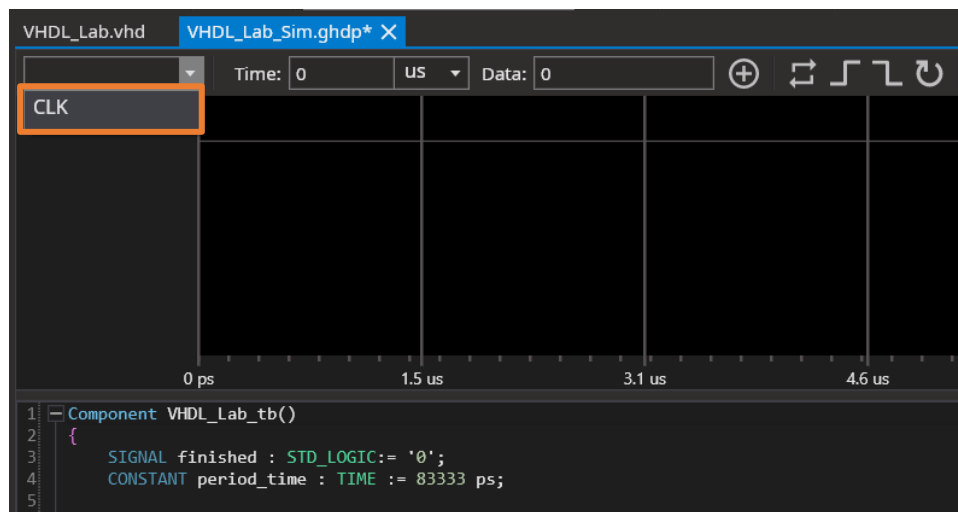 VHDL_Lab.vhd VHDL_Lab_Sim.ghdp*
Time: 0 us Data: 0
CLK
0 ps 1.5 us 3.1 us 4.6 us
1 Component VHDL_Lab_tb()
2 {
3 SIGNAL finished : STD_LOGIC:= '0';
4 CONSTANT period_time : TIME := 83333 ps;
5